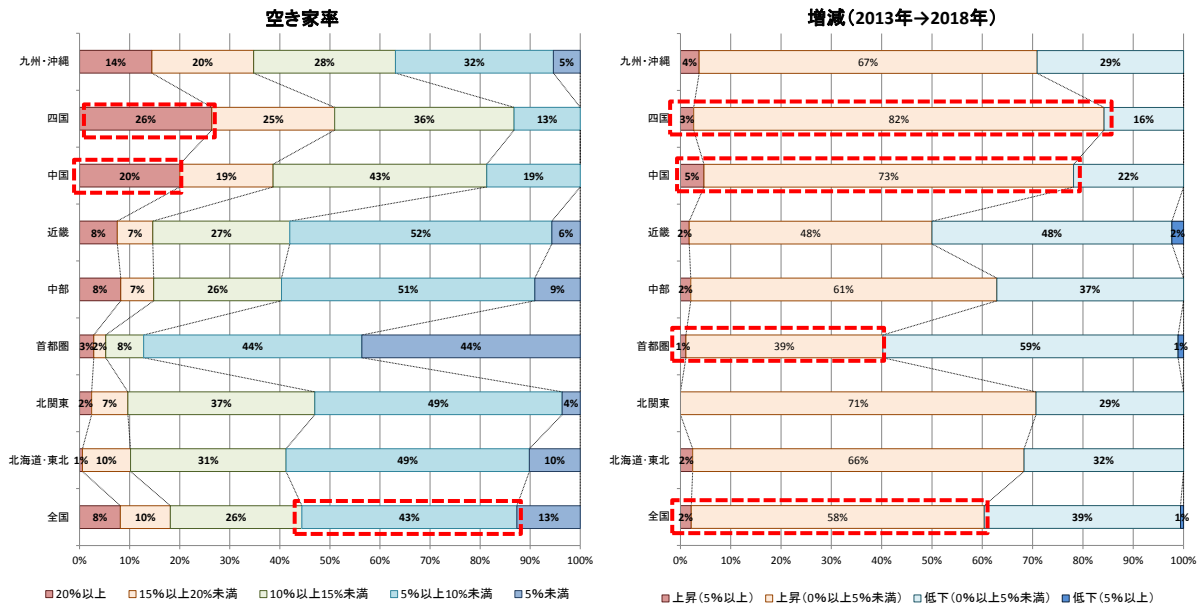 空き家率
九州・沖縄 14% 20% 28% 32% 5%
四国 26% 25% 36% 13%
中国 20% 19% 43% 19%
近畿 8% 7% 27% 52% 6%
中部 8% 7% 26% 51% 9%
首都圏 3% 2% 8% 44% 44%
北関東 2% 7% 37% 49% 4%
北海道・東北 1% 10% 31% 49% 10%
全国 8% 10% 26% 43% 13%
0% 10% 20% 30% 40% 50% 60% 70% 80% 90% 100%
20%以上 15%以上20%未満 10%以上15%未満 5%以上10%未満 5%未満
増減(2013年→2018年)
九州・沖縄 4% 67% 29%
四国 3% 82% 16%
中国 5% 73% 22%
近畿 2% 48% 48% 2%
中部 2% 61% 37%
首都圏 1% 39% 59% 1%
北関東 71% 29%
北海道・東北 2% 66% 32%
全国 2% 58% 39% 1%
0% 10% 20% 30% 40% 50% 60% 70% 80% 90% 100%
上昇(5%以上) 上昇(0%以上5%未満) 低下(0%以上5%未満) 低下(5%以上)